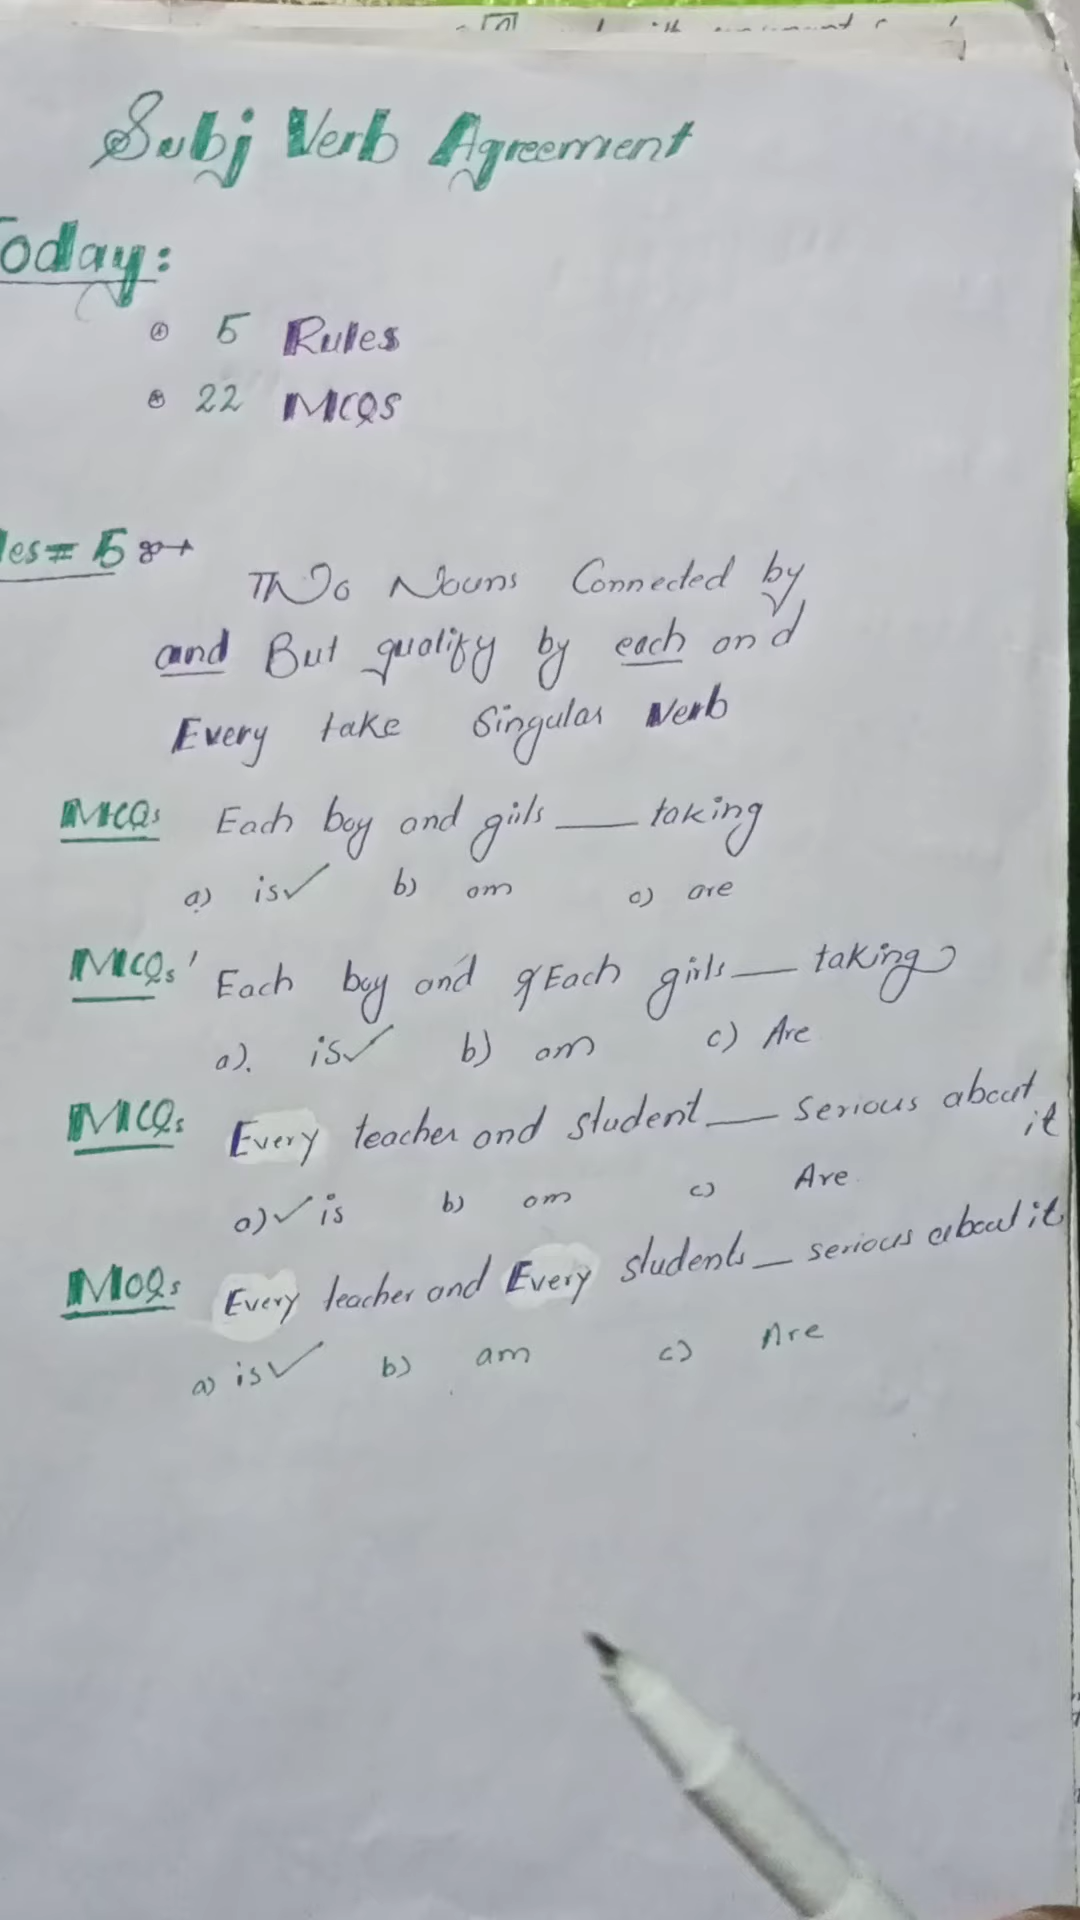 Subj Verb Agreement
Today:
5 Rules
22 MCQS
les = 5
Two Nouns Connected by
and But qualify by each and
Every take Singular verb
MCQs Each boy and girls ___ taking
a) is✓ b) am c) are
MCQs' Each boy and Each girls ___ taking
a). is✓ b) am c) Are
MCQs Every teacher and student ___ serious about
it
a)✓ is b) am c) Are
MCQs Every teacher and Every students _ serious about it
a) is✓ b) am c) Are